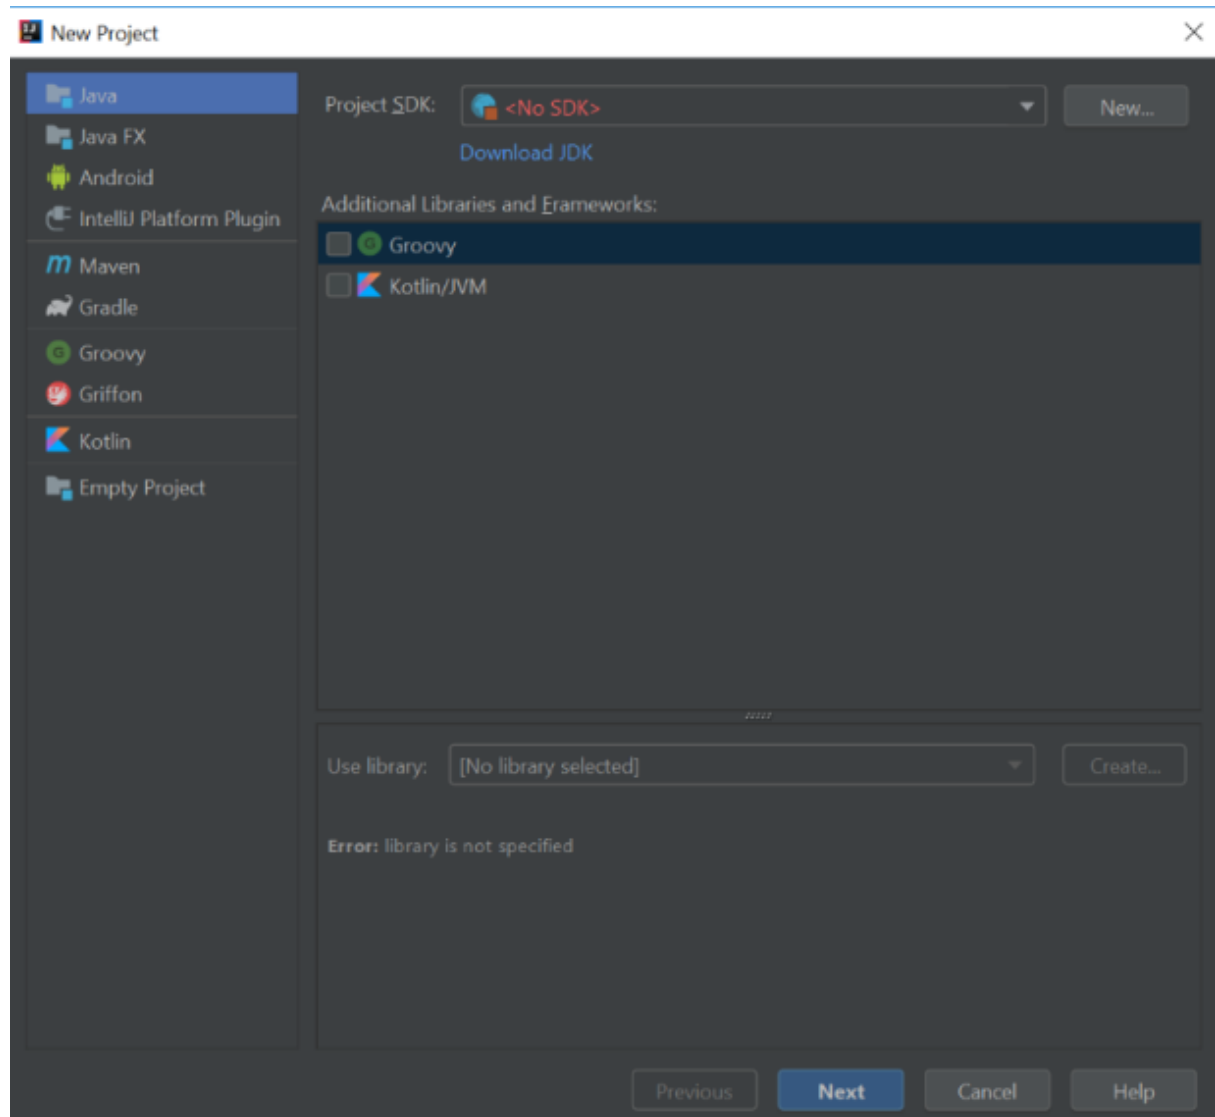 New Project
Java
Java FX
Android
IntelliJ Platform Plugin
Maven
Gradle
Groovy
Griffon
Kotlin
Empty Project
Project SDK: <No SDK> New...
Download JDK
Additional Libraries and Frameworks:
Groovy
Kotlin/JVM
Use library: [No library selected] Create...
Error: library is not specified
Previous Next Cancel Help